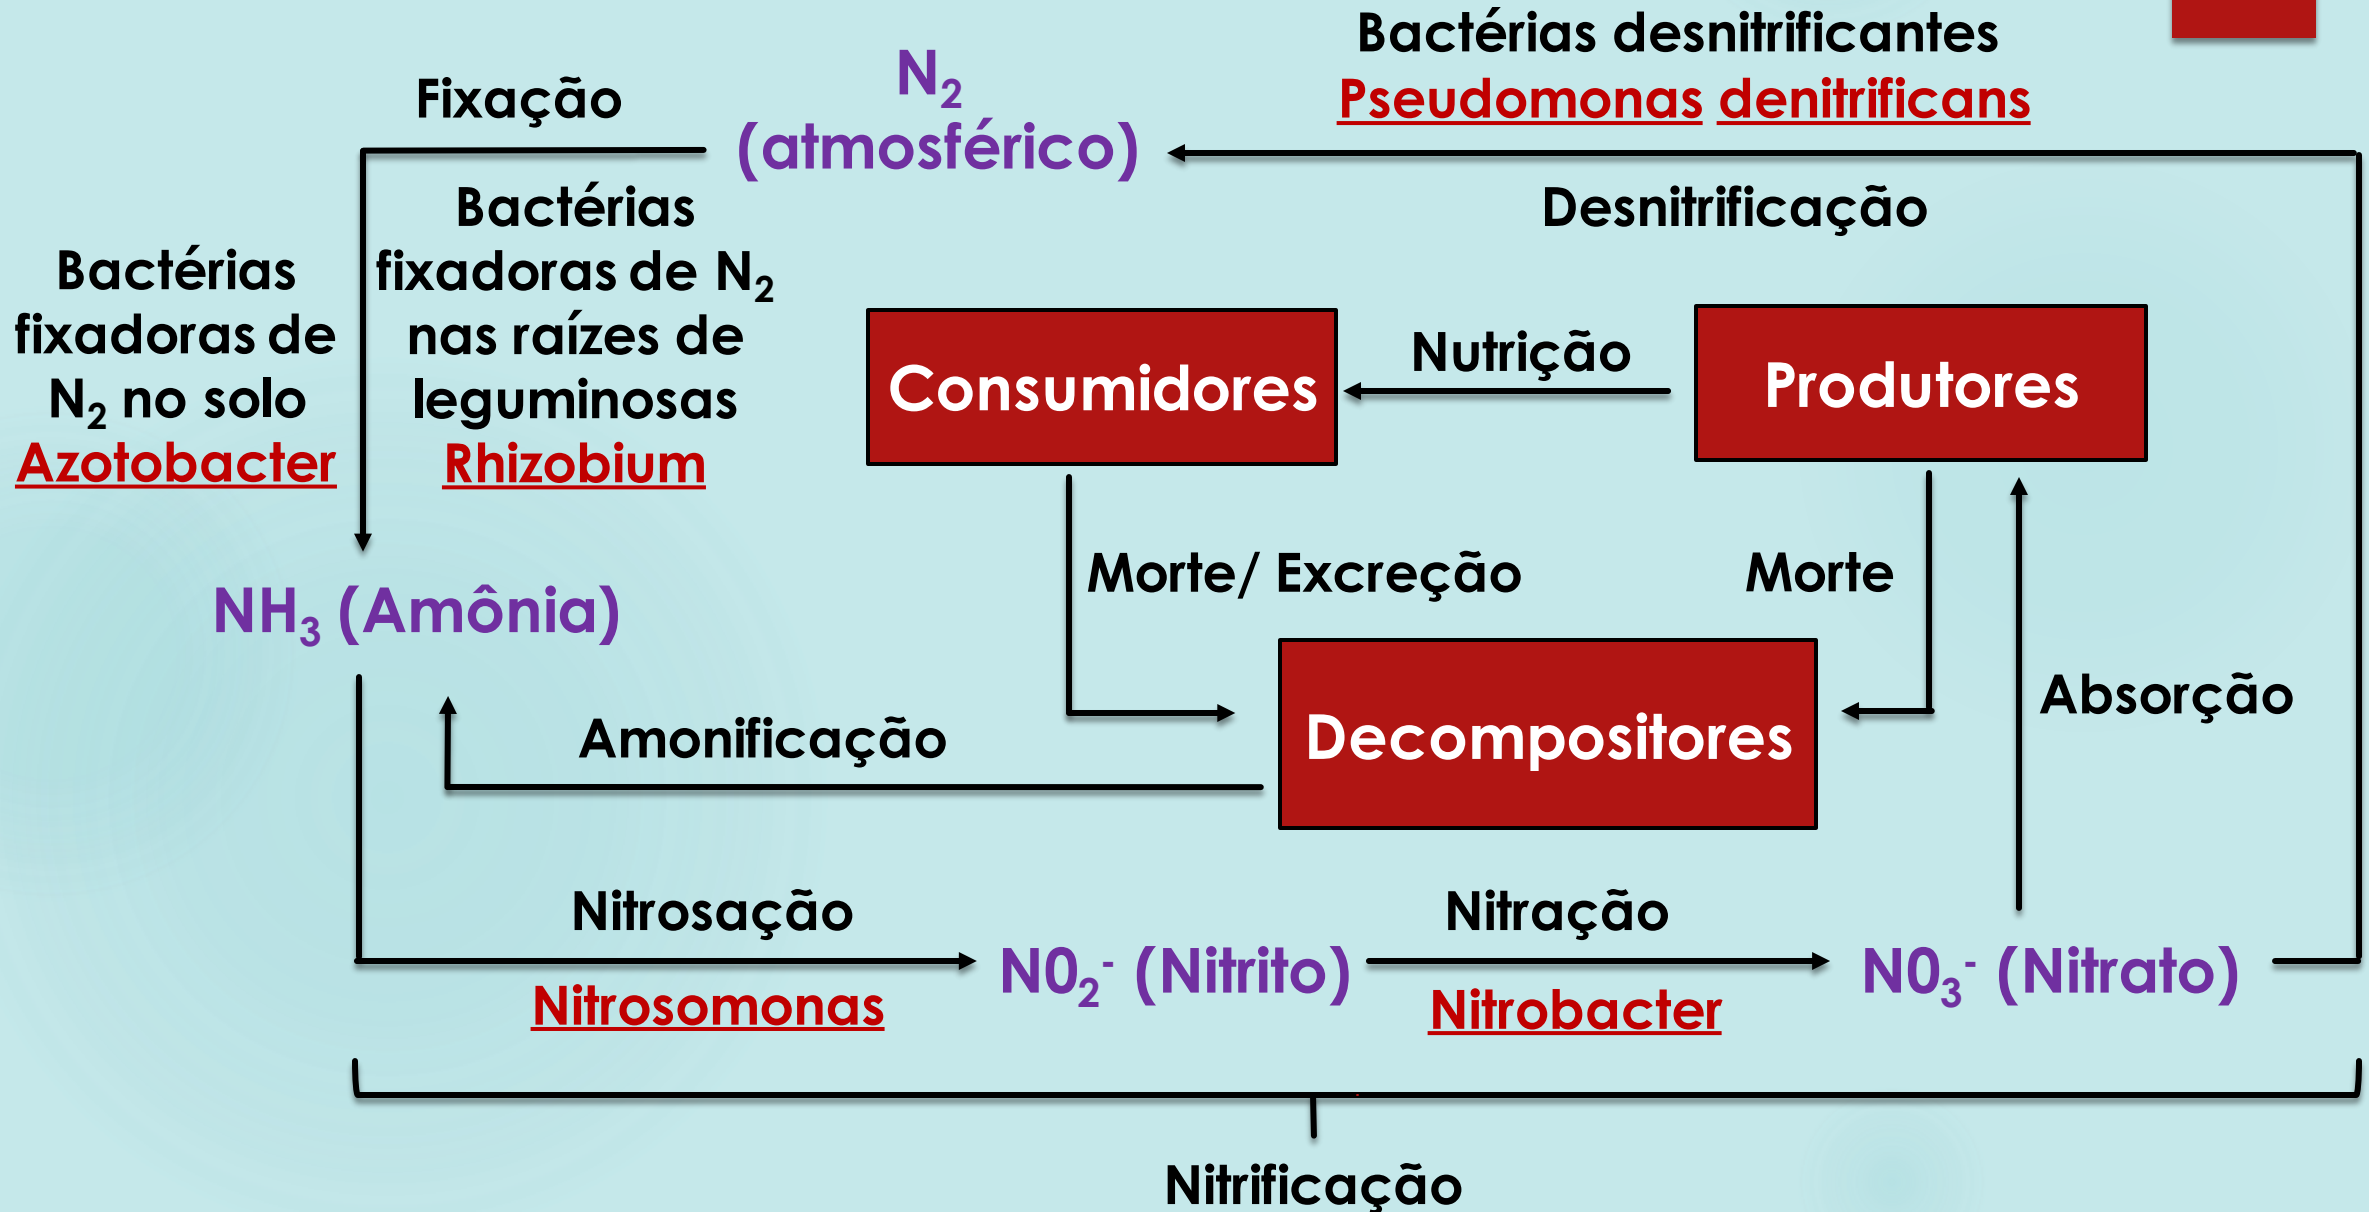 Fixação
N₂
(atmosférico)
Bactérias desnitrificantes
Pseudomonas denitrificans
Desnitrificação
Bactérias
fixadoras de
N₂ no solo
Azotobacter
Bactérias
fixadoras de N₂
nas raízes de
leguminosas
Rhizobium
Consumidores
Nutrição
Produtores
NH₃ (Amônia)
Morte/ Excreção
Morte
Absorção
Amonificação
Decompositores
Nitrosação
Nitrosomonas
N0₂⁻ (Nitrito)
Nitração
Nitrobacter
N0₃⁻ (Nitrato)
Nitrificação